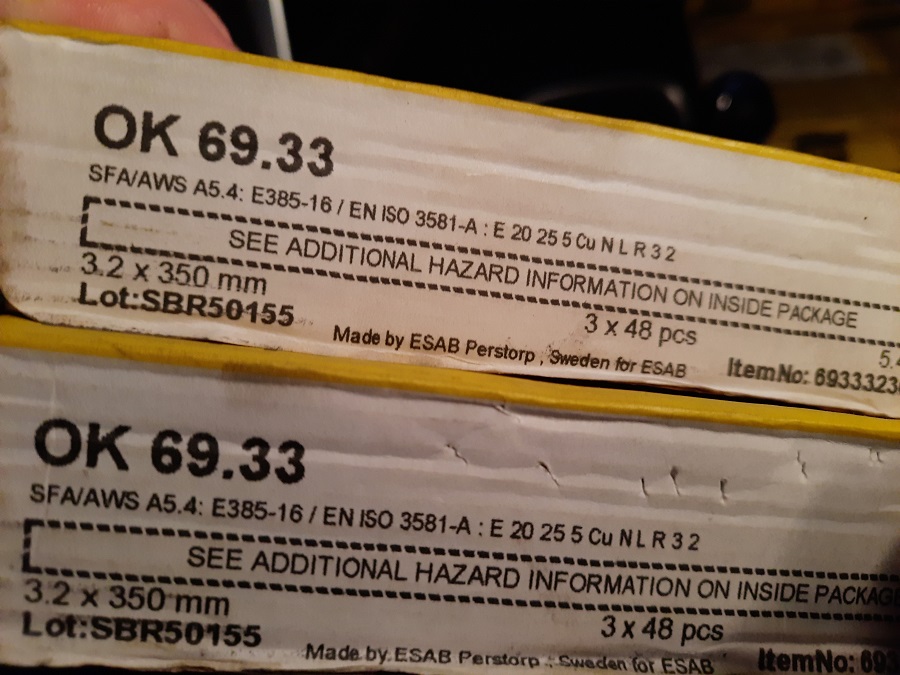 OK 69.33
SFA/AWS A5.4: E385-16 / EN ISO 3581-A : E 20 25 5 Cu N L R 3 2
SEE ADDITIONAL HAZARD INFORMATION ON INSIDE PACKAGE
3.2 x 350 mm
3 x 48 pcs
5.4
Lot:SBR50155
Made by ESAB Perstorp , Sweden for ESAB
ItemNo: 6933323
OK 69.33
SFA/AWS A5.4: E385-16 / EN ISO 3581-A : E 20 25 5 Cu N L R 3 2
SEE ADDITIONAL HAZARD INFORMATION ON INSIDE PACKAG
3.2 x 350 mm
3 x 48 pcs
Lot:SBR50155
Made by ESAB Perstorp , Sweden for ESAB
ItemNo: 693